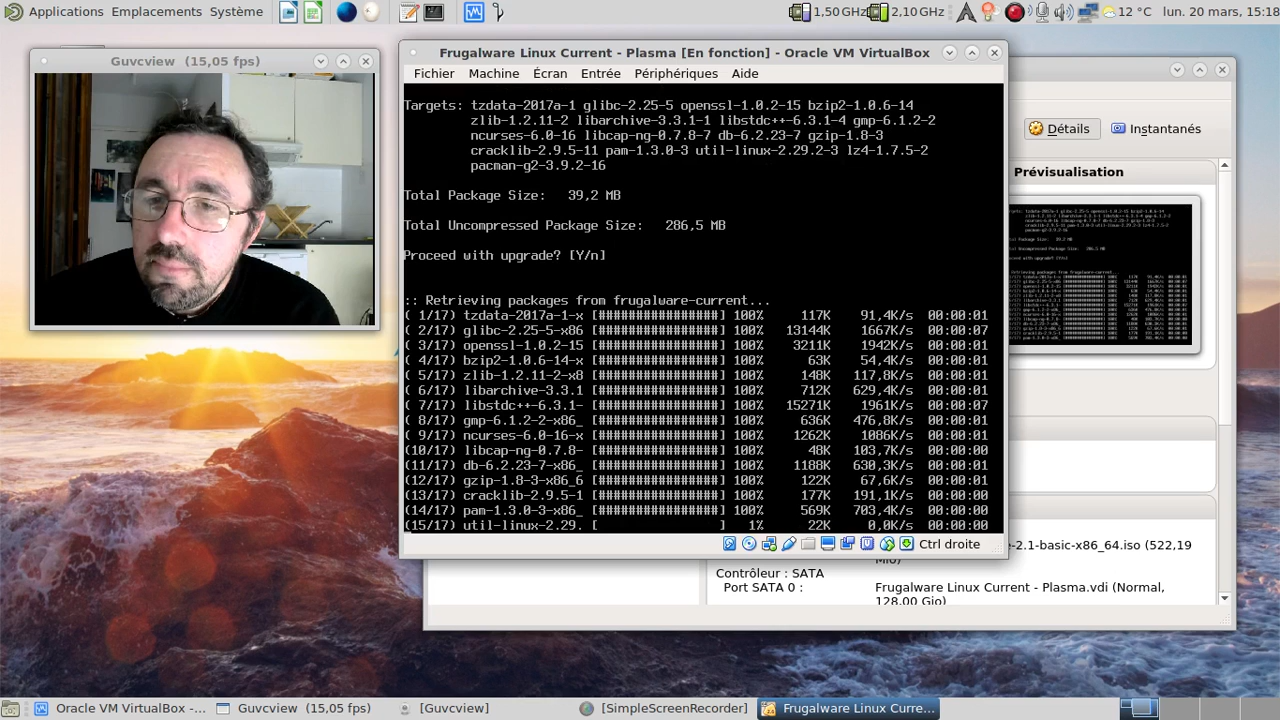 Applications Emplacements Système
1,50 GHz 2,10 GHz
12 °C lun. 20 mars, 15:18
Guvcview (15,05 fps)
Frugalware Linux Current - Plasma [En fonction] - Oracle VM VirtualBox
Fichier Machine Écran Entrée Périphériques Aide
Targets: tzdata-2017a-1 glibc-2.25-5 openssl-1.0.2-15 bzip2-1.0.6-14
zlib-1.2.11-2 libarchive-3.3.1-1 libstdc++-6.3.1-4 gmp-6.1.2-2
ncurses-6.0-16 libcap-ng-0.7.8-7 db-6.2.23-7 gzip-1.8-3
cracklib-2.9.5-11 pam-1.3.0-3 util-linux-2.29.2-3 lz4-1.7.5-2
pacman-g2-3.9.2-16
Total Package Size: 39,2 MB
Total Uncompressed Package Size: 286,5 MB
Proceed with upgrade? [Y/n]
:: Retrieving packages from frugalware-current...
( 1/17) tzdata-2017a-1-x [################] 100% 117K 92,4K/s 00:00:01
( 2/17) glibc-2.25-5-x86 [################] 100% 13144K 1667K/s 00:00:07
( 3/17) openssl-1.0.2-15 [################] 100% 3211K 1942K/s 00:00:01
( 4/17) bzip2-1.0.6-14-x [################] 100% 63K 54,4K/s 00:00:01
( 5/17) zlib-1.2.11-2-x8 [################] 100% 148K 117,8K/s 00:00:01
( 6/17) libarchive-3.3.1 [################] 100% 712K 629,4K/s 00:00:01
( 7/17) libstdc++-6.3.1- [################] 100% 15271K 1961K/s 00:00:07
( 8/17) gmp-6.1.2-2-x86_ [################] 100% 636K 476,8K/s 00:00:01
( 9/17) ncurses-6.0-16-x [################] 100% 1262K 1086K/s 00:00:01
(10/17) libcap-ng-0.7.8- [################] 100% 48K 103,7K/s 00:00:00
(11/17) db-6.2.23-7-x86_ [################] 100% 1188K 630,3K/s 00:00:01
(12/17) gzip-1.8-3-x86_6 [################] 100% 122K 67,6K/s 00:00:01
(13/17) cracklib-2.9.5-1 [################] 100% 177K 191,1K/s 00:00:00
(14/17) pam-1.3.0-3-x86_ [################] 100% 569K 703,4K/s 00:00:00
(15/17) util-linux-2.29. [ ] 1% 22K 0,0K/s 00:00:00
Ctrl droite
Détails Instantanés
Prévisualisation
e-2.1-basic-x86_64.iso (522,19
Mio)
Contrôleur : SATA
Port SATA 0 : Frugalware Linux Current - Plasma.vdi (Normal,
128,00 Gio)
Oracle VM VirtualBox -... Guvcview (15,05 fps) [Guvcview] [SimpleScreenRecorder] Frugalware Linux Curre...